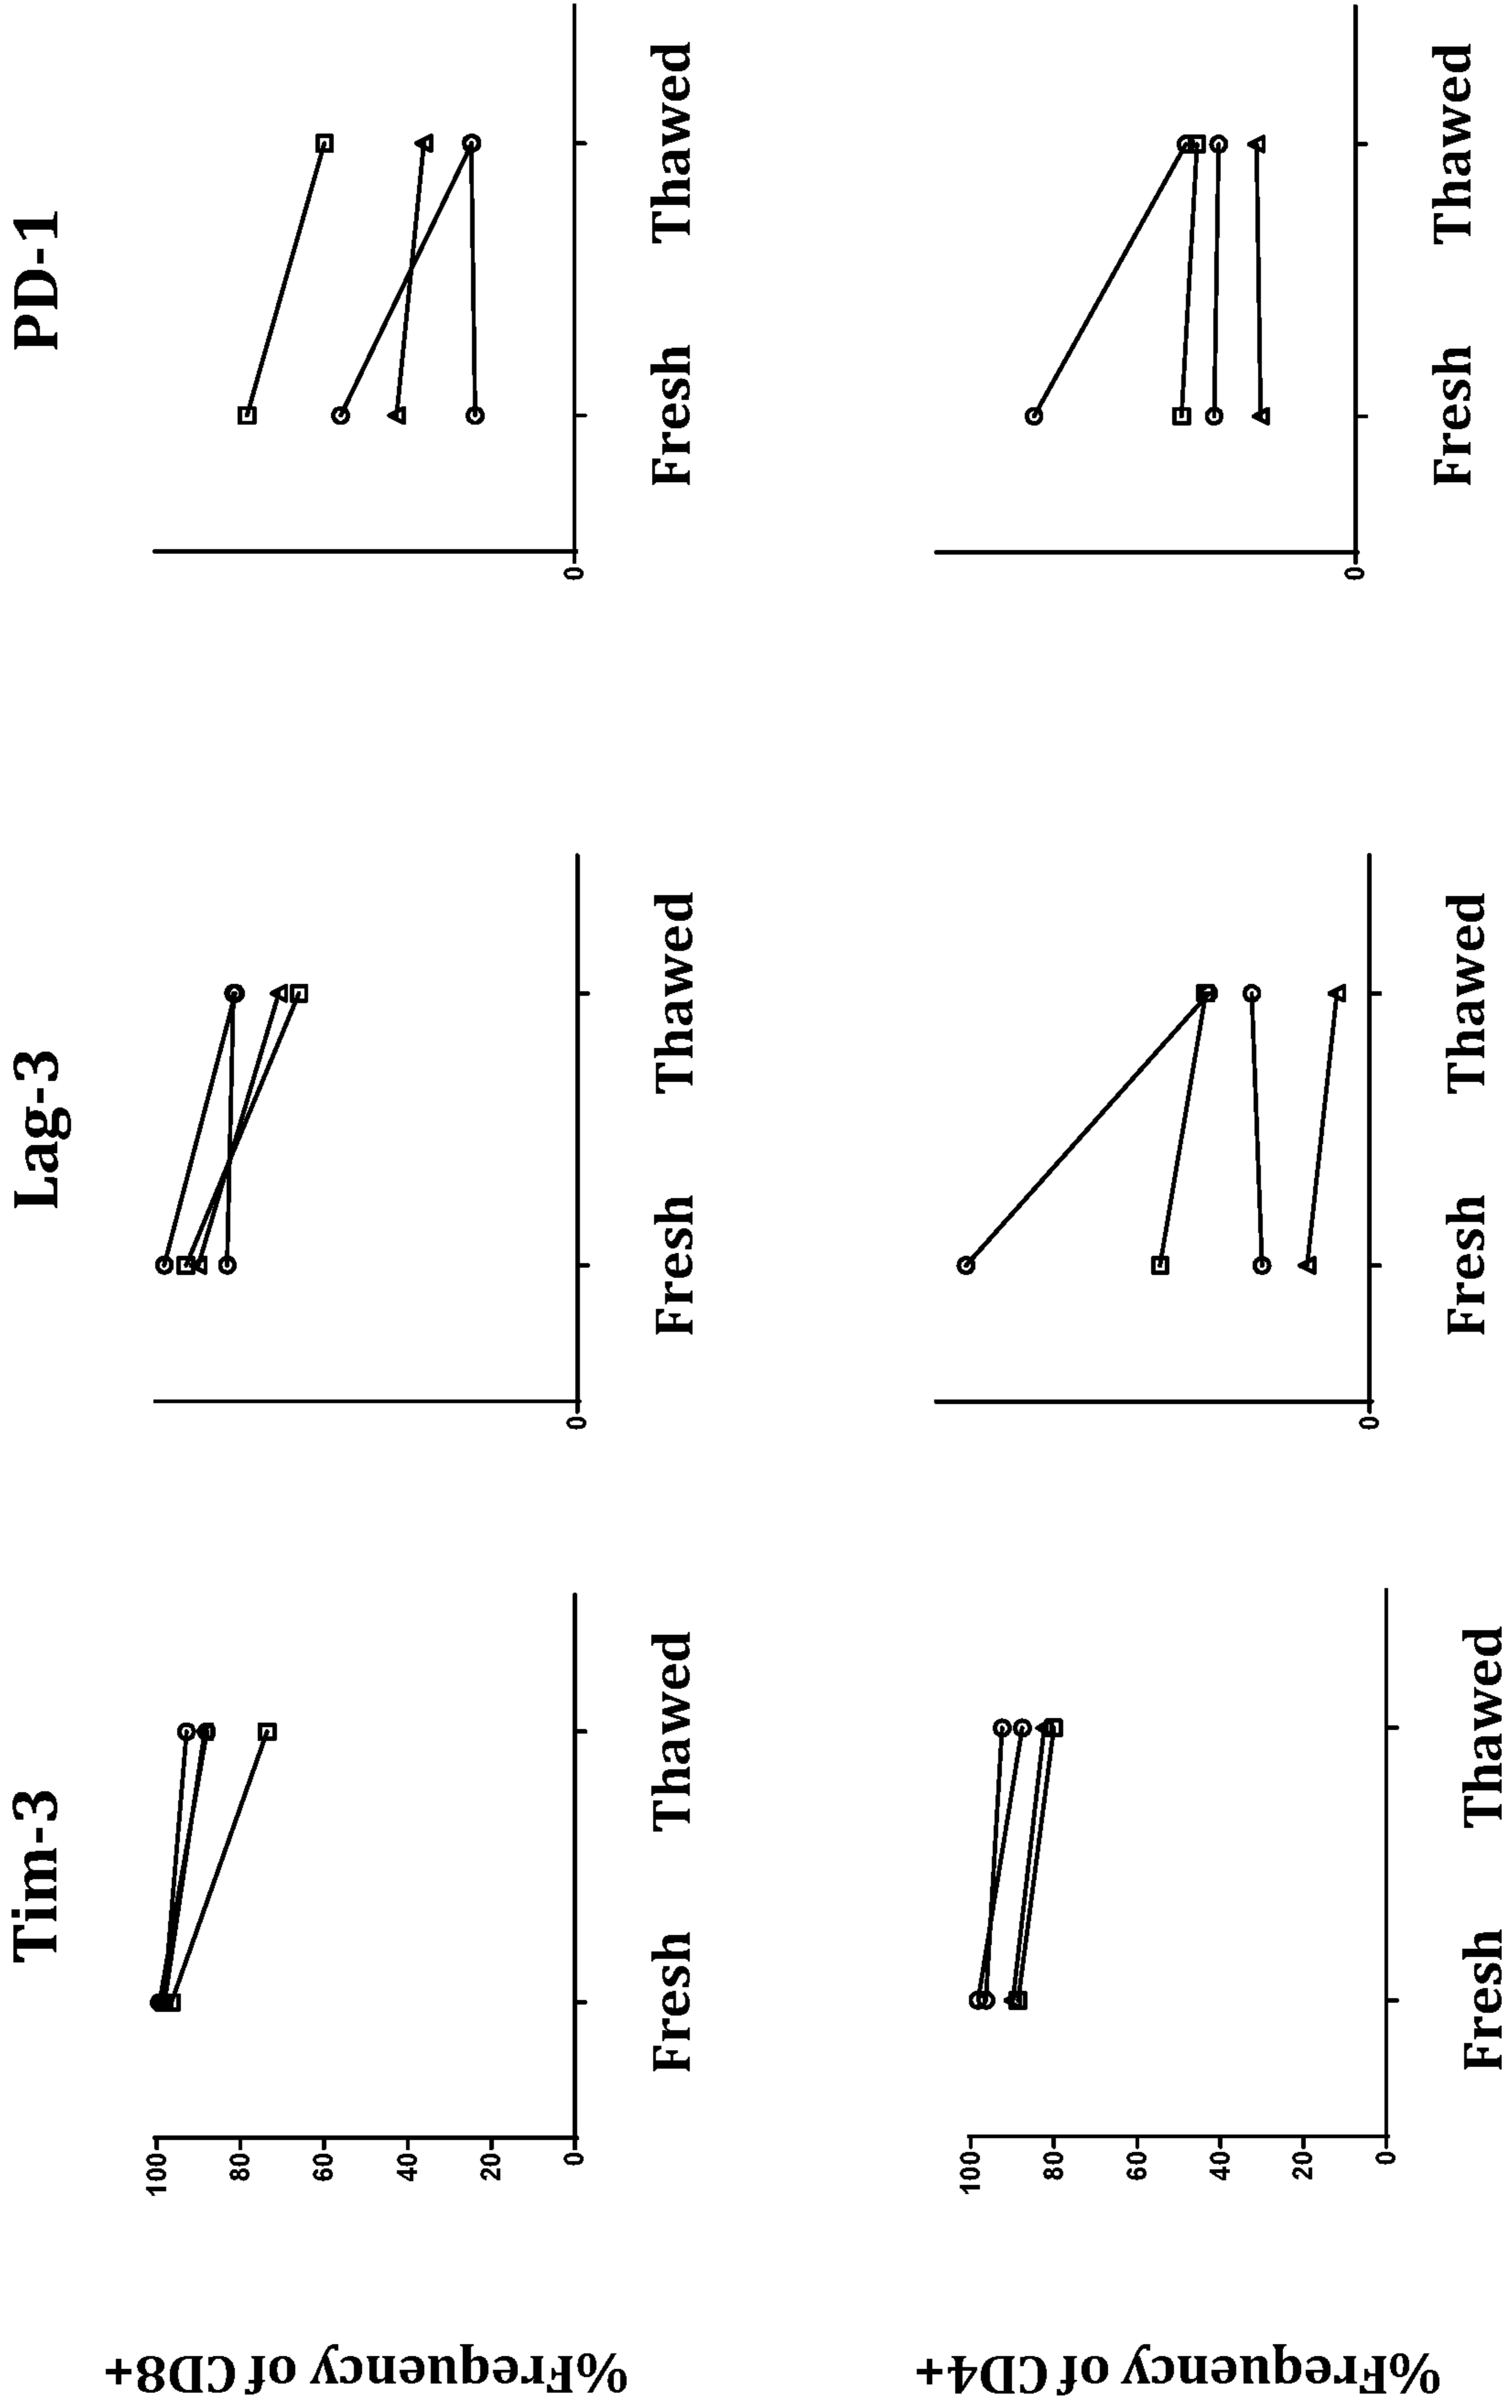 Tim-3
Lag-3
PD-1
%Frequency of CD8+
100
80
60
40
20
0
Fresh Thawed
0
Fresh Thawed
0
Fresh Thawed
%Frequency of CD4+
100
80
60
40
20
0
Fresh Thawed
0
Fresh Thawed
0
Fresh Thawed